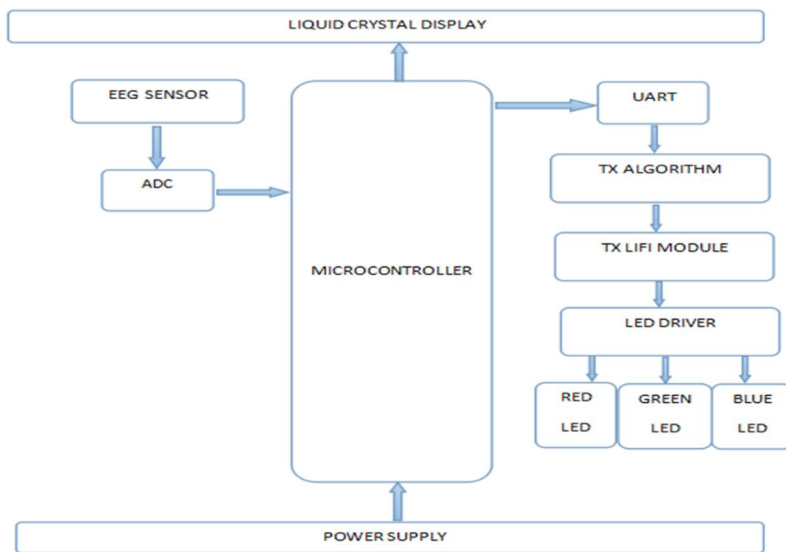 LIQUID CRYSTAL DISPLAY
EEG SENSOR
ADC
MICROCONTROLLER
UART
TX ALGORITHM
TX LIFI MODULE
LED DRIVER
RED
LED
GREEN
LED
BLUE
LED
POWER SUPPLY